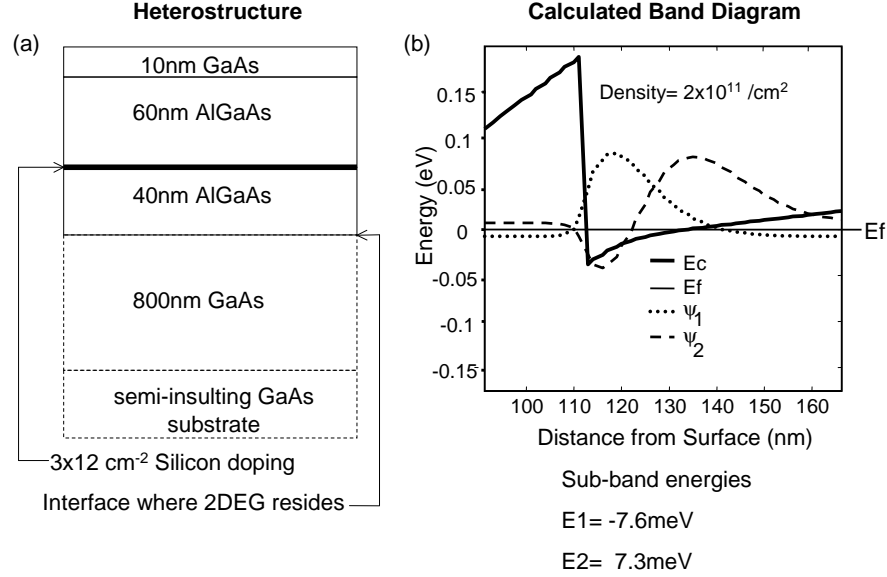 Heterostructure
(a)
10nm GaAs
60nm AlGaAs
40nm AlGaAs
800nm GaAs
semi-insulting GaAs
substrate
3x12 cm-2 Silicon doping
Interface where 2DEG resides
Calculated Band Diagram
(b)
Density= 2x10^11 /cm^2
0.15
0.1
0.05
0
-0.05
-0.1
-0.15
Energy (eV)
Ef
Ec
Ef
ψ1
ψ2
100 110 120 130 140 150 160
Distance from Surface (nm)
Sub-band energies
E1= -7.6meV
E2= 7.3meV